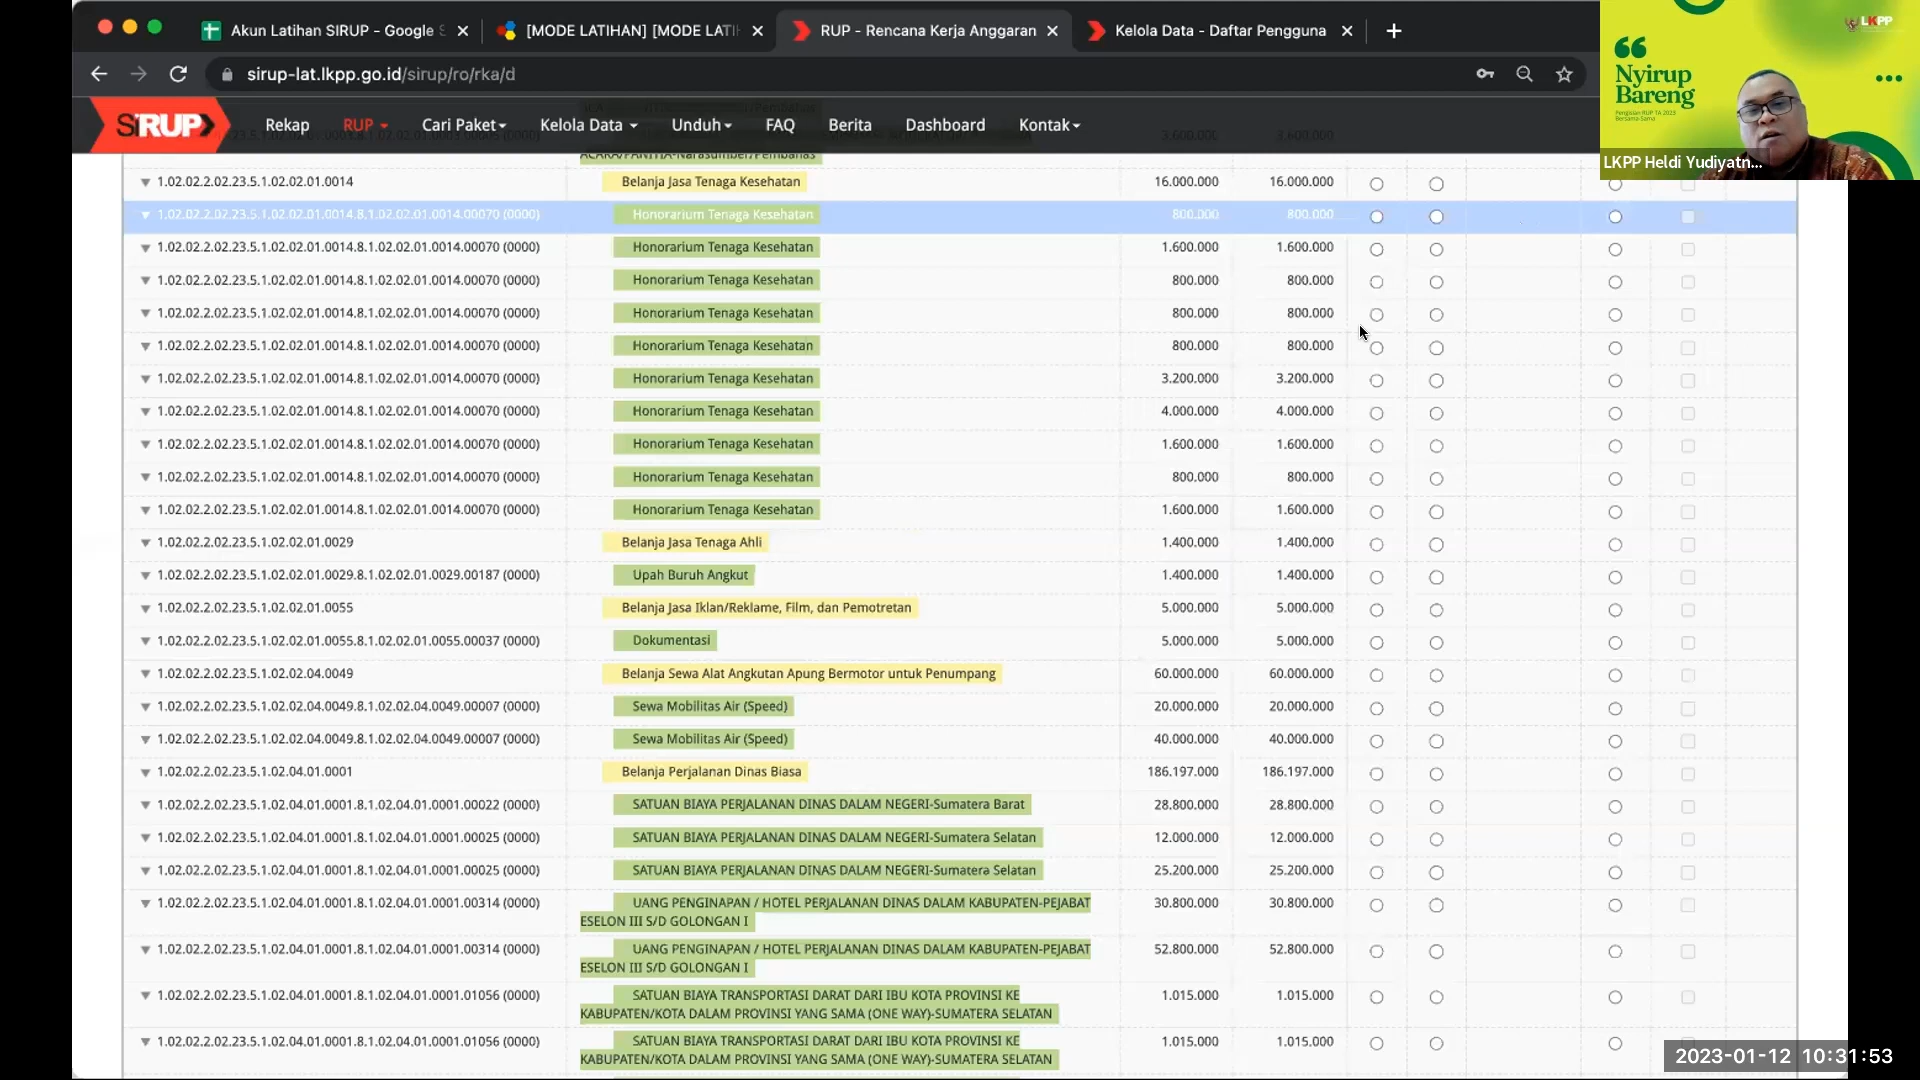 Akun Latihan SIRUP - Google S
[MODE LATIHAN] [MODE LATI
RUP - Rencana Kerja Anggaran
Kelola Data - Daftar Pengguna
sirup-lat.lkpp.go.id/sirup/ro/rka/d
SiRUP
Rekap
RUP
Cari Paket
Kelola Data
Unduh
FAQ
Berita
Dashboard
Kontak
LKPP
Nyirup
Bareng
Pengisian RUP TA 2023
Bersama-Sama
LKPP Heldi Yudiyatn...
3.600.000 3.600.000
ACARA/PANITIA-Narasumber/Pembahas
1.02.02.2.02.23.5.1.02.02.01.0014 Belanja Jasa Tenaga Kesehatan 16.000.000 16.000.000
1.02.02.2.02.23.5.1.02.02.01.0014.8.1.02.02.01.0014.00070 (0000) Honorarium Tenaga Kesehatan 800.000 800.000
1.02.02.2.02.23.5.1.02.02.01.0014.8.1.02.02.01.0014.00070 (0000) Honorarium Tenaga Kesehatan 1.600.000 1.600.000
1.02.02.2.02.23.5.1.02.02.01.0014.8.1.02.02.01.0014.00070 (0000) Honorarium Tenaga Kesehatan 800.000 800.000
1.02.02.2.02.23.5.1.02.02.01.0014.8.1.02.02.01.0014.00070 (0000) Honorarium Tenaga Kesehatan 800.000 800.000
1.02.02.2.02.23.5.1.02.02.01.0014.8.1.02.02.01.0014.00070 (0000) Honorarium Tenaga Kesehatan 800.000 800.000
1.02.02.2.02.23.5.1.02.02.01.0014.8.1.02.02.01.0014.00070 (0000) Honorarium Tenaga Kesehatan 3.200.000 3.200.000
1.02.02.2.02.23.5.1.02.02.01.0014.8.1.02.02.01.0014.00070 (0000) Honorarium Tenaga Kesehatan 4.000.000 4.000.000
1.02.02.2.02.23.5.1.02.02.01.0014.8.1.02.02.01.0014.00070 (0000) Honorarium Tenaga Kesehatan 1.600.000 1.600.000
1.02.02.2.02.23.5.1.02.02.01.0014.8.1.02.02.01.0014.00070 (0000) Honorarium Tenaga Kesehatan 800.000 800.000
1.02.02.2.02.23.5.1.02.02.01.0014.8.1.02.02.01.0014.00070 (0000) Honorarium Tenaga Kesehatan 1.600.000 1.600.000
1.02.02.2.02.23.5.1.02.02.01.0029 Belanja Jasa Tenaga Ahli 1.400.000 1.400.000
1.02.02.2.02.23.5.1.02.02.01.0029.8.1.02.02.01.0029.00187 (0000) Upah Buruh Angkut 1.400.000 1.400.000
1.02.02.2.02.23.5.1.02.02.01.0055 Belanja Jasa Iklan/Reklame, Film, dan Pemotretan 5.000.000 5.000.000
1.02.02.2.02.23.5.1.02.02.01.0055.8.1.02.02.01.0055.00037 (0000) Dokumentasi 5.000.000 5.000.000
1.02.02.2.02.23.5.1.02.02.04.0049 Belanja Sewa Alat Angkutan Apung Bermotor untuk Penumpang 60.000.000 60.000.000
1.02.02.2.02.23.5.1.02.02.04.0049.8.1.02.02.04.0049.00007 (0000) Sewa Mobilitas Air (Speed) 20.000.000 20.000.000
1.02.02.2.02.23.5.1.02.02.04.0049.8.1.02.02.04.0049.00007 (0000) Sewa Mobilitas Air (Speed) 40.000.000 40.000.000
1.02.02.2.02.23.5.1.02.04.01.0001 Belanja Perjalanan Dinas Biasa 186.197.000 186.197.000
1.02.02.2.02.23.5.1.02.04.01.0001.8.1.02.04.01.0001.00022 (0000) SATUAN BIAYA PERJALANAN DINAS DALAM NEGERI-Sumatera Barat 28.800.000 28.800.000
1.02.02.2.02.23.5.1.02.04.01.0001.8.1.02.04.01.0001.00025 (0000) SATUAN BIAYA PERJALANAN DINAS DALAM NEGERI-Sumatera Selatan 12.000.000 12.000.000
1.02.02.2.02.23.5.1.02.04.01.0001.8.1.02.04.01.0001.00025 (0000) SATUAN BIAYA PERJALANAN DINAS DALAM NEGERI-Sumatera Selatan 25.200.000 25.200.000
1.02.02.2.02.23.5.1.02.04.01.0001.8.1.02.04.01.0001.00314 (0000) UANG PENGINAPAN / HOTEL PERJALANAN DINAS DALAM KABUPATEN-PEJABAT 30.800.000 30.800.000
ESELON III S/D GOLONGAN I
1.02.02.2.02.23.5.1.02.04.01.0001.8.1.02.04.01.0001.00314 (0000) UANG PENGINAPAN / HOTEL PERJALANAN DINAS DALAM KABUPATEN-PEJABAT 52.800.000 52.800.000
ESELON III S/D GOLONGAN I
1.02.02.2.02.23.5.1.02.04.01.0001.8.1.02.04.01.0001.01056 (0000) SATUAN BIAYA TRANSPORTASI DARAT DARI IBU KOTA PROVINSI KE 1.015.000 1.015.000
KABUPATEN/KOTA DALAM PROVINSI YANG SAMA (ONE WAY)-SUMATERA SELATAN
1.02.02.2.02.23.5.1.02.04.01.0001.8.1.02.04.01.0001.01056 (0000) SATUAN BIAYA TRANSPORTASI DARAT DARI IBU KOTA PROVINSI KE 1.015.000 1.015.000
KABUPATEN/KOTA DALAM PROVINSI YANG SAMA (ONE WAY)-SUMATERA SELATAN
2023-01-12 10:31:53